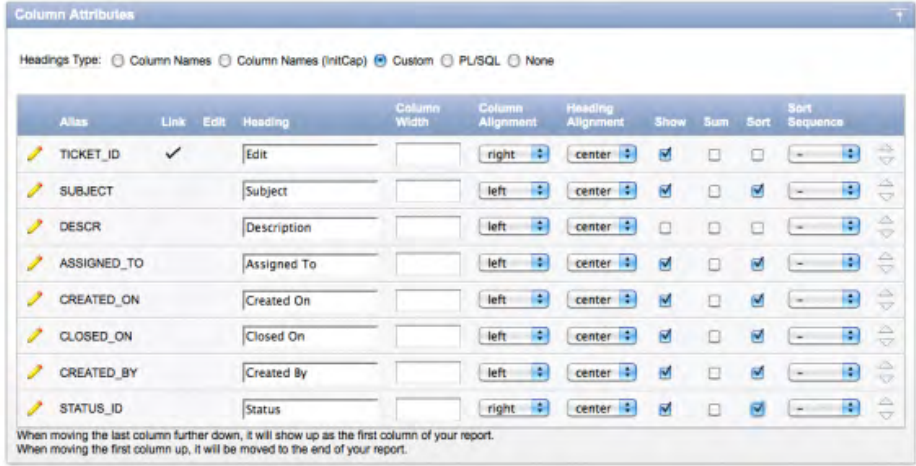 Column Attributes
Headings Type: Column Names Column Names (InitCap) Custom PL/SQL None
Alias Link Edit Heading Column Width Column Alignment Heading Alignment Show Sum Sort Sort Sequence
TICKET_ID Edit right center -
SUBJECT Subject left center -
DESCR Description left center -
ASSIGNED_TO Assigned To left center -
CREATED_ON Created On left center -
CLOSED_ON Closed On left center -
CREATED_BY Created By left center -
STATUS_ID Status right center -
When moving the last column further down, it will show up as the first column of your report.
When moving the first column up, it will be moved to the end of your report.